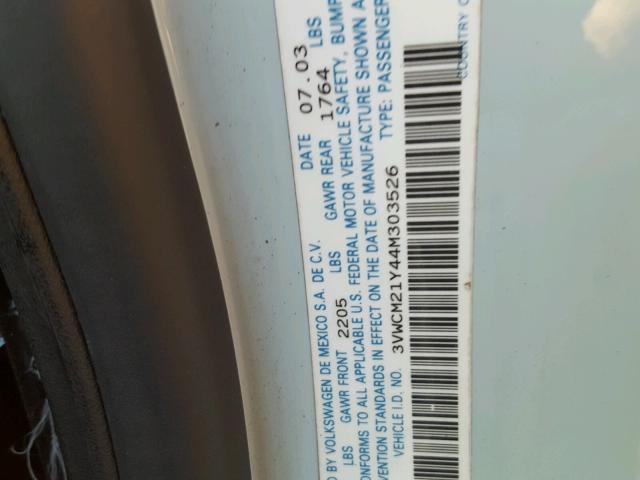 D BY VOLKSWAGEN DE MEXICO S.A. DE C.V. DATE 07.03
LBS GAWR FRONT 2205 LBS GAWR REAR 1764 LBS
ONFORMS TO ALL APPLICABLE U.S. FEDERAL MOTOR VEHICLE SAFETY, BUMP
VENTION STANDARDS IN EFFECT ON THE DATE OF MANUFACTURE SHOWN A
VEHICLE I.D. NO. 3VWCM21Y44M303526 TYPE: PASSENGER
COUNTRY O